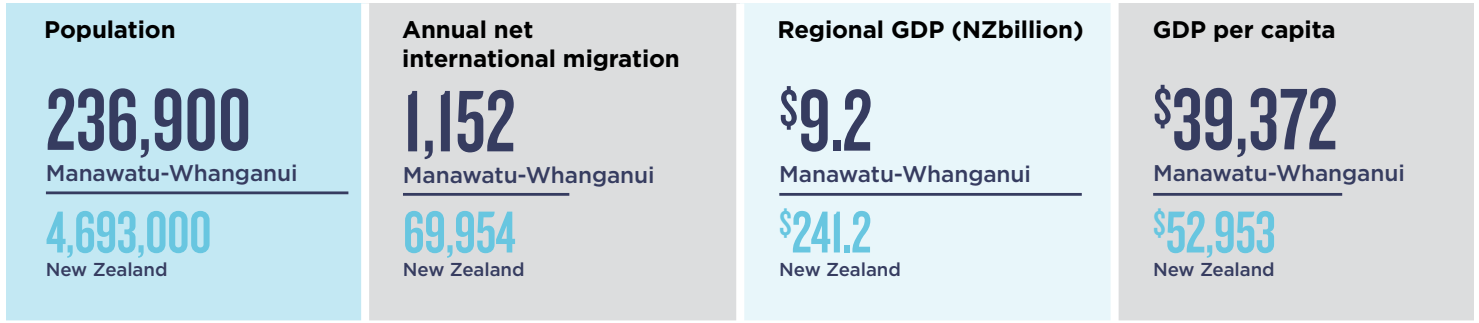 Population
236,900
Manawatu-Whanganui
4,693,000
New Zealand
Annual net
international migration
1,152
Manawatu-Whanganui
69,954
New Zealand
Regional GDP (NZbillion)
$9.2
Manawatu-Whanganui
$241.2
New Zealand
GDP per capita
$39,372
Manawatu-Whanganui
$52,953
New Zealand